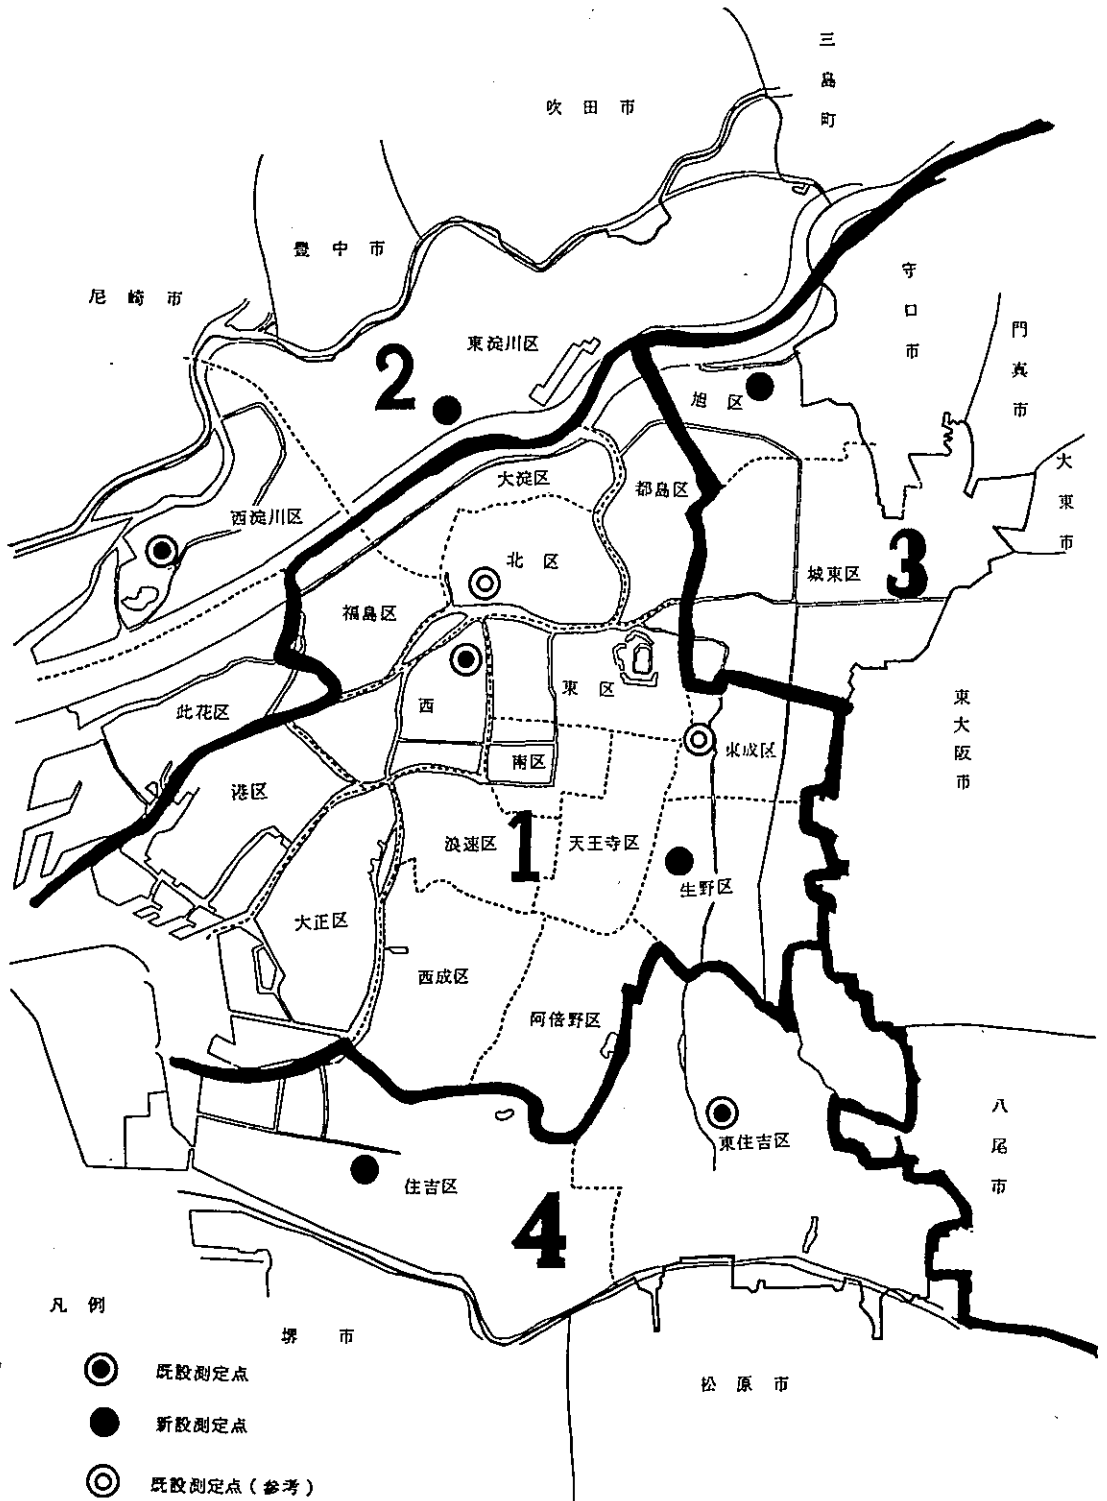 三島町
吹田市
豊中市
尼崎市
守口市
門真市
大東市
東淀川区
2
旭区
大淀区
都島区
西淀川区
北区
城東区
3
福島区
東区
西
此花区
東大阪市
南区
東成区
港区
浪速区
1
天王寺区
生野区
大正区
西成区
阿倍野区
八尾市
東住吉区
住吉区
4
凡例
堺市
既設測定点
松原市
新設測定点
既設測定点(参考)